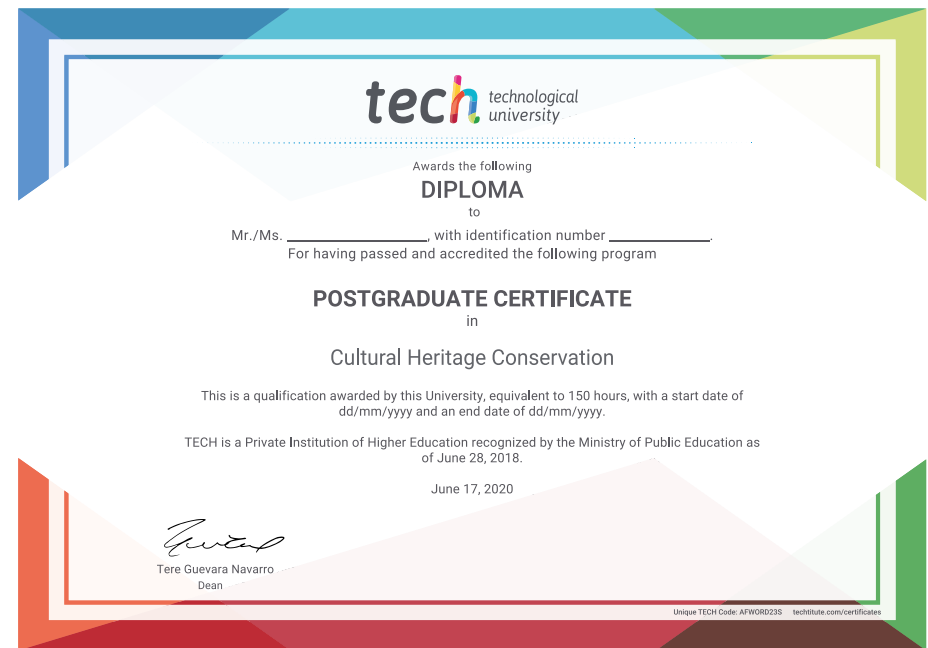 tech technological
university
Awards the following
DIPLOMA
to
Mr./Ms. ____________________, with identification number ______________.
For having passed and accredited the following program
POSTGRADUATE CERTIFICATE
in
Cultural Heritage Conservation
This is a qualification awarded by this University, equivalent to 150 hours, with a start date of
dd/mm/yyyy and an end date of dd/mm/yyyy.
TECH is a Private Institution of Higher Education recognized by the Ministry of Public Education as
of June 28, 2018.
June 17, 2020
Tere Guevara Navarro
Dean
Unique TECH Code: AFWORD23S techtitute.com/certificates